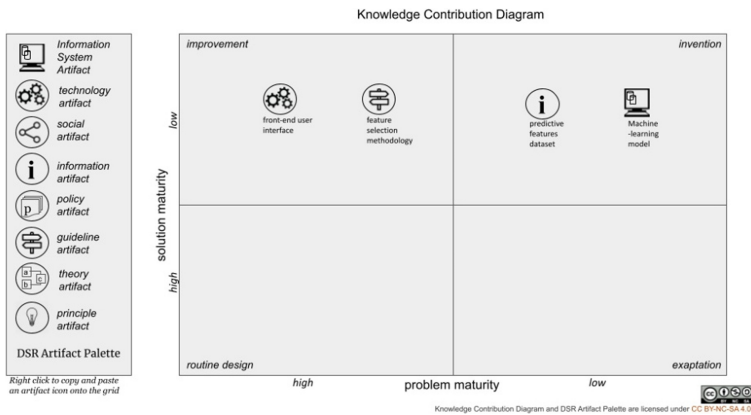 Knowledge Contribution Diagram
Information
System
Artifact
technology
artifact
social
artifact
i
information
artifact
p
policy
artifact
guideline
artifact
a
b
c
theory
artifact
principle
artifact
DSR Artifact Palette
Right click to copy and paste
an artifact icon onto the grid
improvement
invention
front-end user
interface
feature
selection
methodology
i
predictive
features
dataset
Machine
-learning
model
low
solution maturity
high
routine design
exaptation
high
problem maturity
low
CC
BY NC SA
Knowledge Contribution Diagram and DSR Artifact Palette are licensed under CC BY-NC-SA 4.0